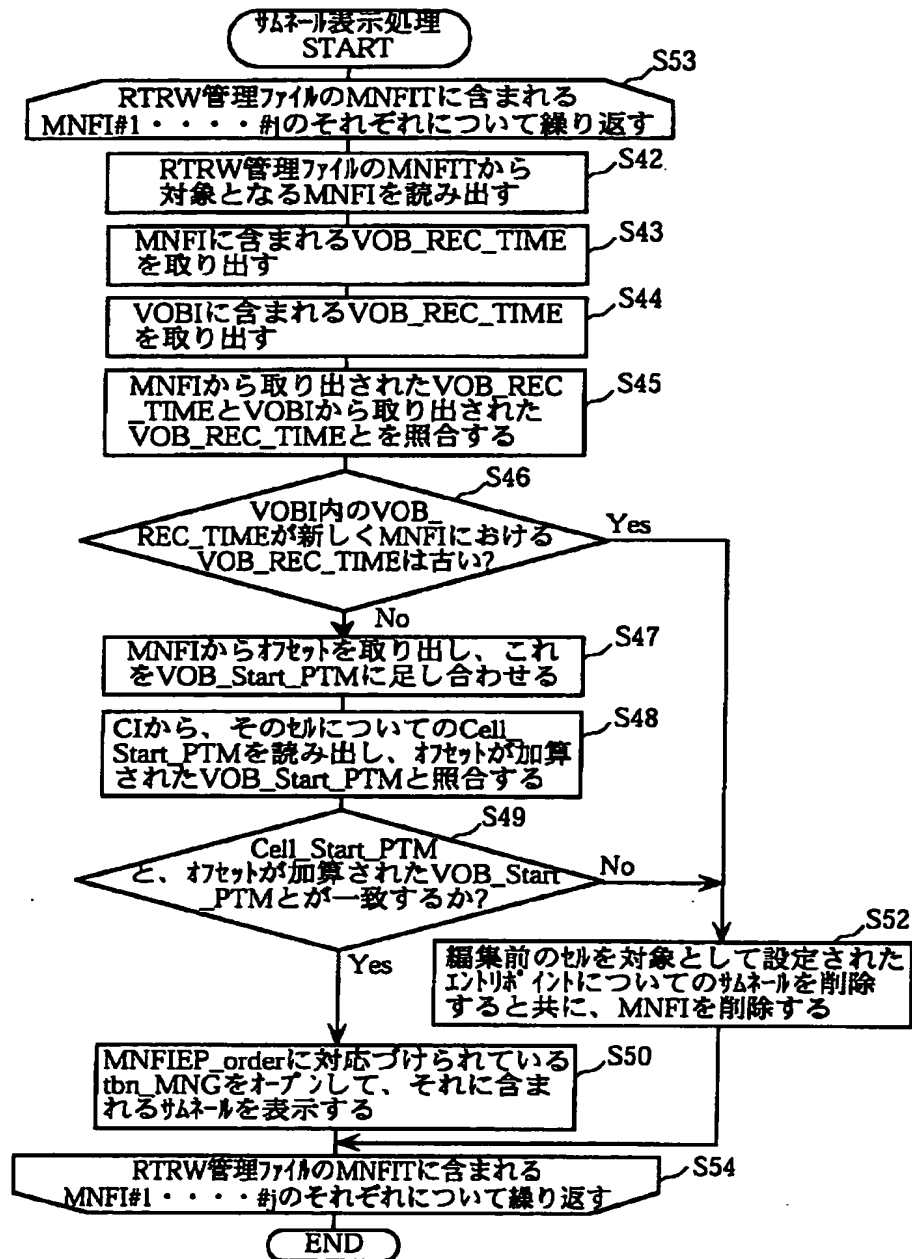 サムネール表示処理
START
S53
RTRW管理ファイルのMNFITに含まれる
MNFI#1・・・・#jのそれぞれについて繰り返す
S42
RTRW管理ファイルのMNFITから
対象となるMNFIを読み出す
S43
MNFIに含まれるVOB_REC_TIME
を取り出す
S44
VOBIに含まれるVOB_REC_TIME
を取り出す
S45
MNFIから取り出されたVOB_REC
_TIMEとVOBIから取り出された
VOB_REC_TIMEとを照合する
S46
VOBI内のVOB_
REC_TIMEが新しくMNFIにおける
VOB_REC_TIMEは古い?
Yes
No
S47
MNFIからオフセットを取り出し、これ
をVOB_Start_PTMに足し合わせる
S48
CIから、そのセルについてのCell_
Start_PTMを読み出し、オフセットが加算
されたVOB_Start_PTMと照合する
S49
Cell_Start_PTM
と、オフセットが加算されたVOB_Start
_PTMとが一致するか?
No
Yes
S52
編集前のセルを対象として設定された
エントリポイントについてのサムネールを削除
すると共に、MNFIを削除する
S50
MNFIEP_orderに対応づけられている
tbn_MNGをオープンして、それに含ま
れるサムネールを表示する
S54
RTRW管理ファイルのMNFITに含まれる
MNFI#1・・・・#jのそれぞれについて繰り返す
END